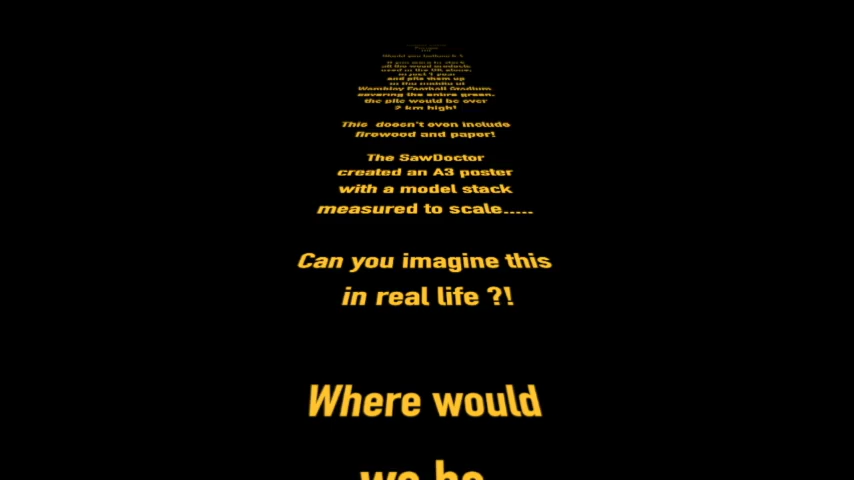 Would you believe it ?
If you were to stack
all the wood products
used in the UK alone,
in just 1 year
and pile them up
in the middle of
Wembley Football Stadium,
covering the entire green,
the pile would be over
2 km high!
This doesn't even include
firewood and paper!
The SawDoctor
created an A3 poster
with a model stack
measured to scale.....
Can you imagine this
in real life ?!
Where would
we be